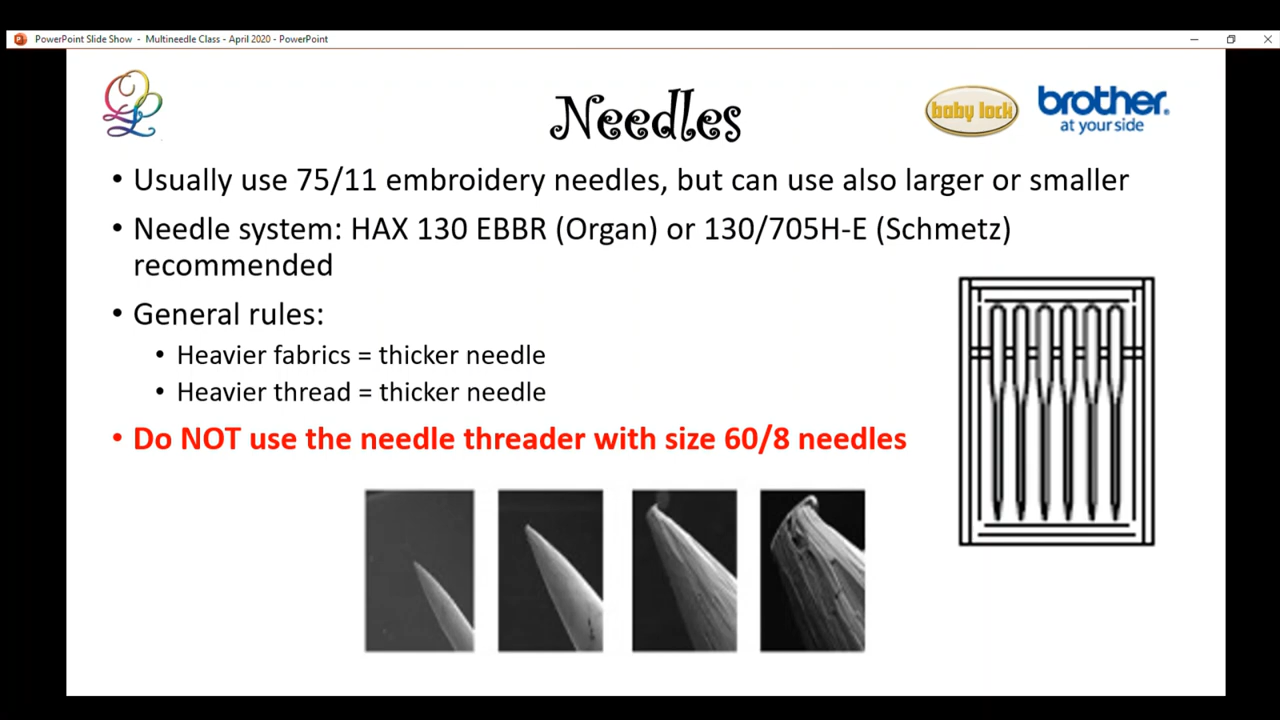 PowerPoint Slide Show - Multineedle Class - April 2020 - PowerPoint
Needles
baby lock
brother
at your side
• Usually use 75/11 embroidery needles, but can use also larger or smaller
• Needle system: HAX 130 EBBR (Organ) or 130/705H-E (Schmetz)
recommended
• General rules:
• Heavier fabrics = thicker needle
• Heavier thread = thicker needle
• Do NOT use the needle threader with size 60/8 needles